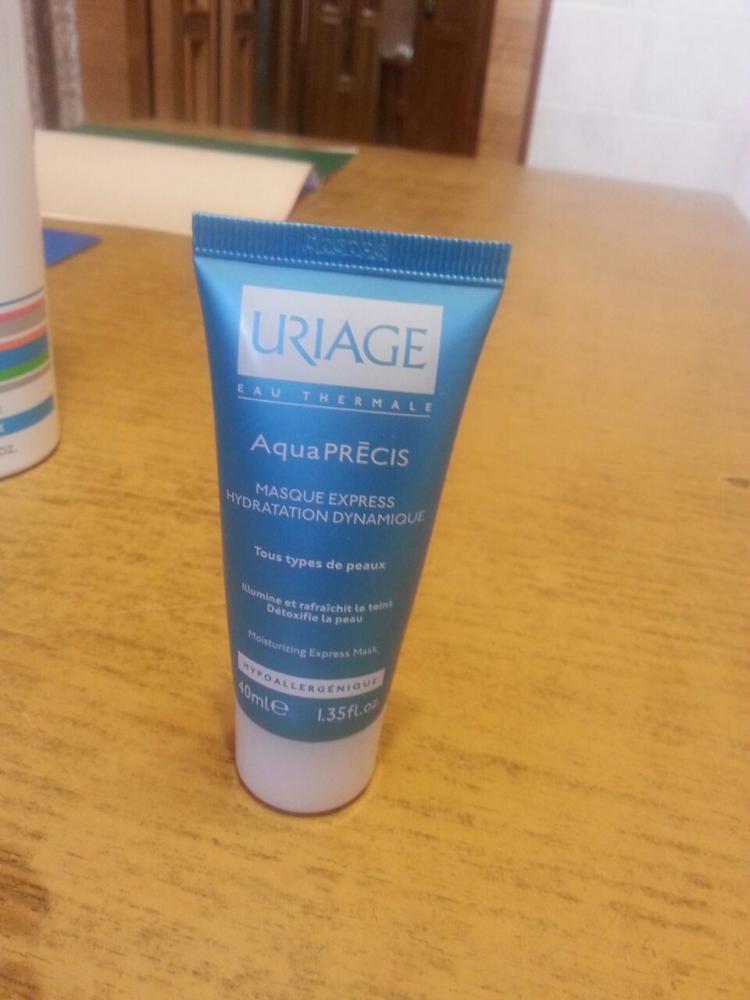 URIAGE
EAU THERMALE
AquaPRĒCIS
MASQUE EXPRESS
HYDRATATION DYNAMIQUE
Tous types de peaux
Illumine et rafraîchit le teint
Détoxifie la peau
Moisturizing Express Mask
HYPOALLERGÉNIQUE
40ml℮ 1.35fl.oz.